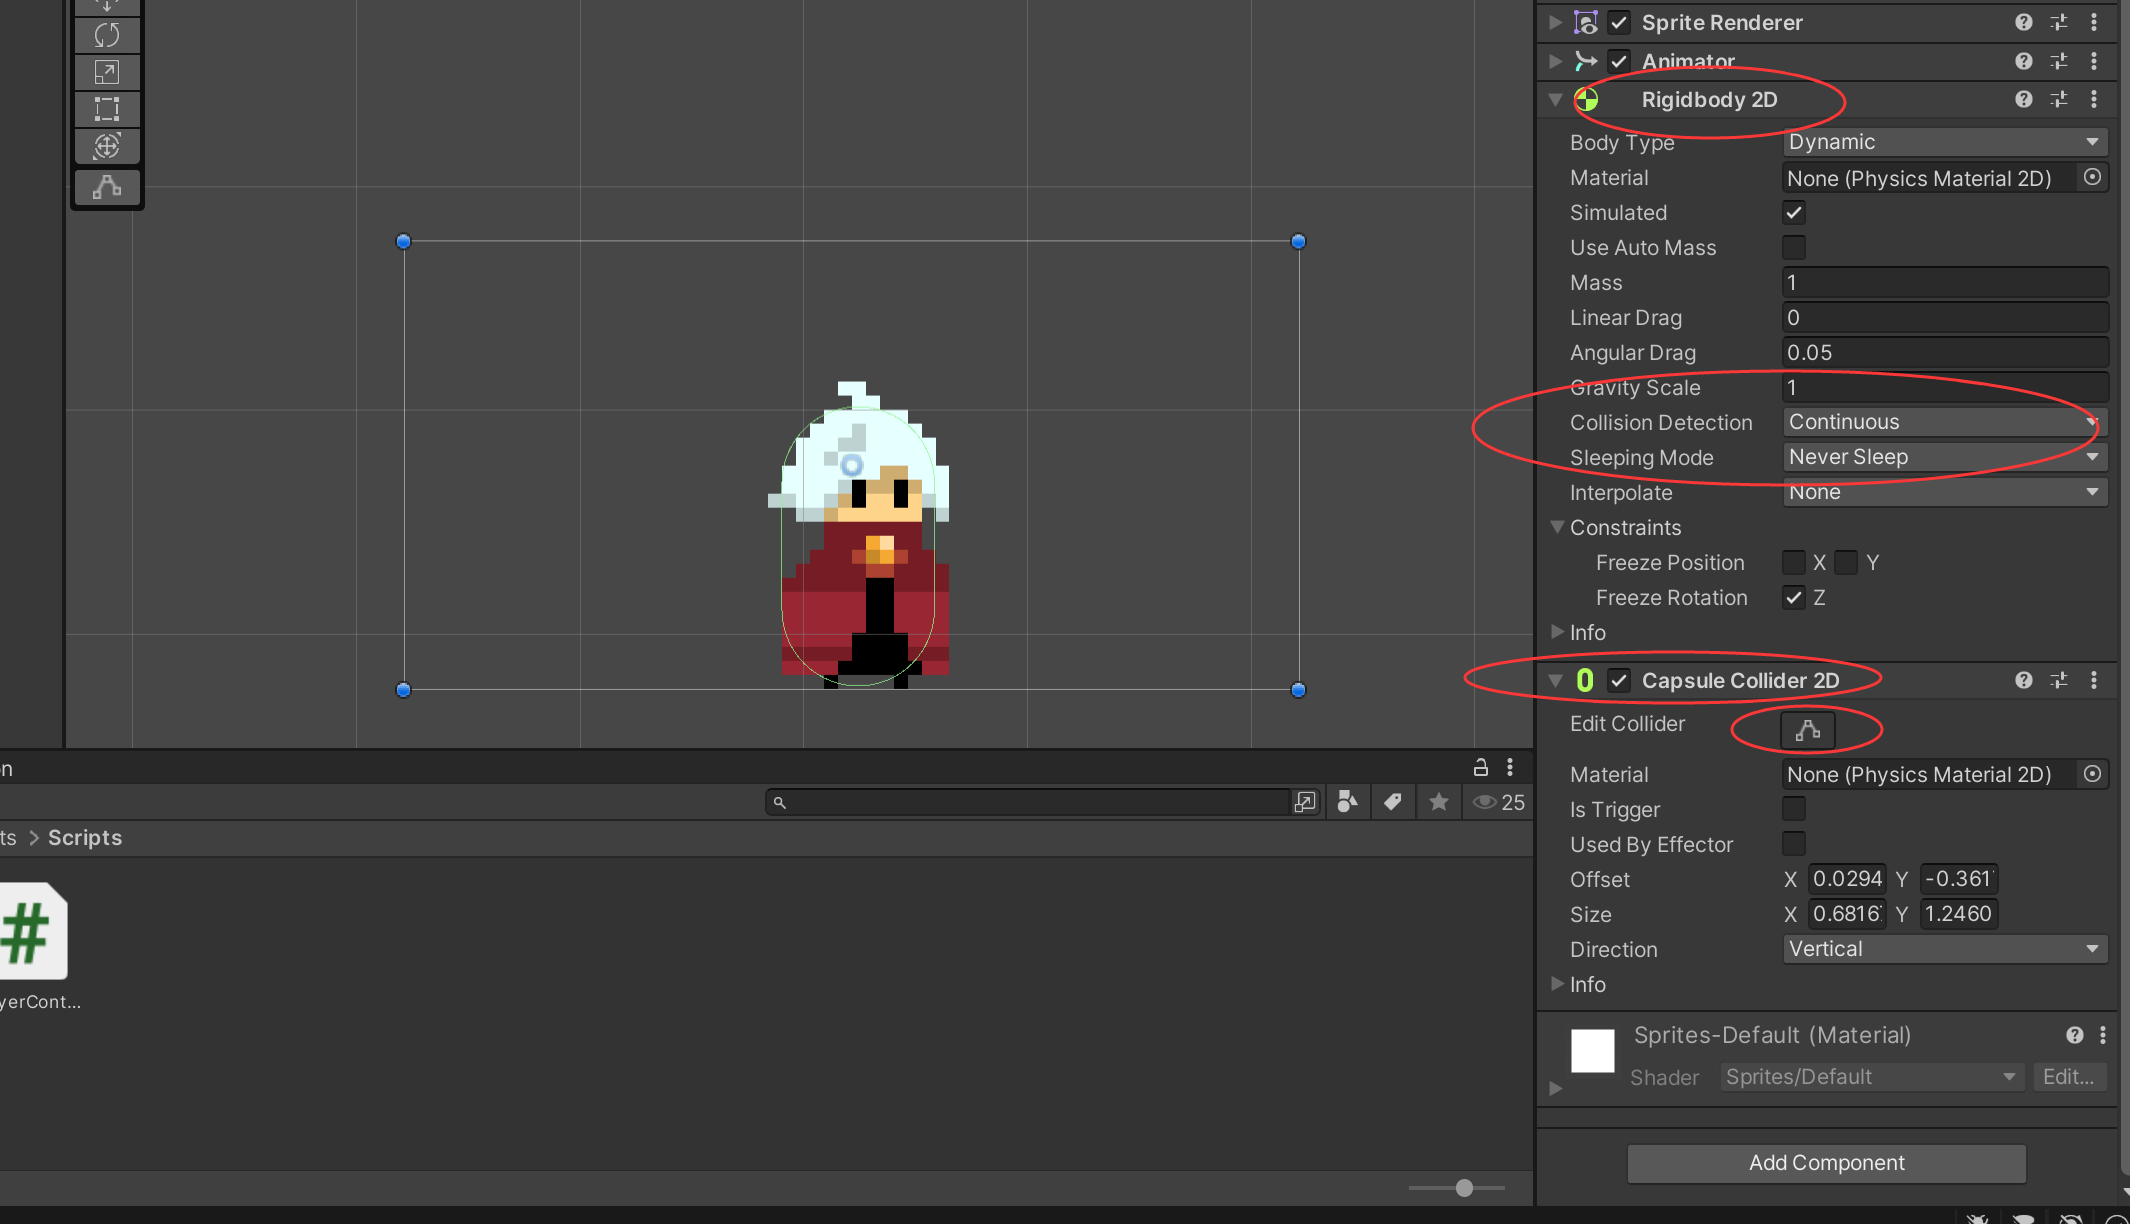 Sprite Renderer
Animator
Rigidbody 2D
Body Type Dynamic
Material None (Physics Material 2D)
Simulated
Use Auto Mass
Mass 1
Linear Drag 0
Angular Drag 0.05
Gravity Scale 1
Collision Detection Continuous
Sleeping Mode Never Sleep
Interpolate None
Constraints
Freeze Position X Y
Freeze Rotation Z
Info
Capsule Collider 2D
Edit Collider
Material None (Physics Material 2D)
Is Trigger
Used By Effector
Offset X 0.0294 Y -0.361
Size X 0.6816 Y 1.2460
Direction Vertical
Info
Sprites-Default (Material)
Shader Sprites/Default Edit...
Add Component
n
25
ts > Scripts
#
yerCont...